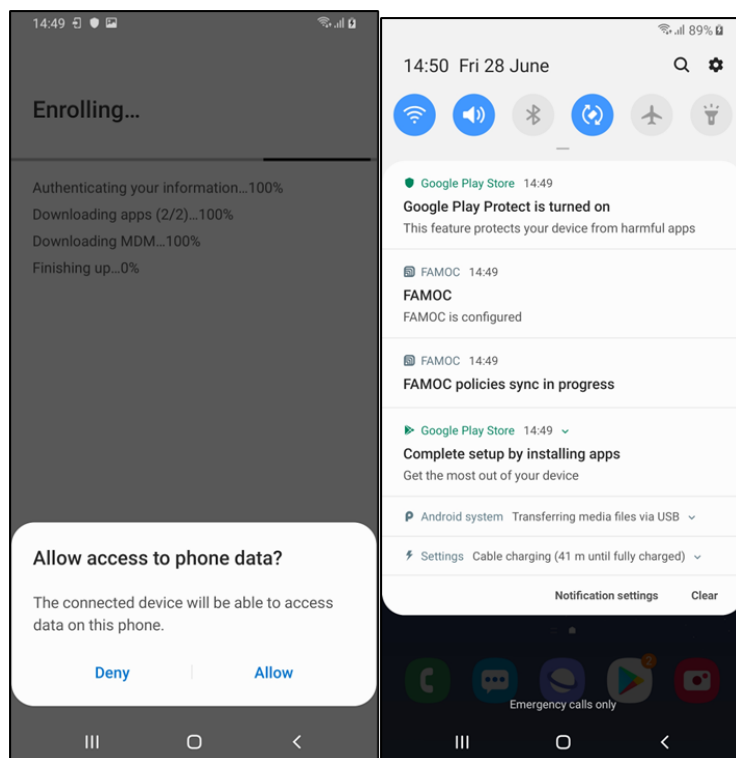 14:49
Enrolling...
Authenticating your information...100%
Downloading apps (2/2)...100%
Downloading MDM...100%
Finishing up...0%
Allow access to phone data?
The connected device will be able to access
data on this phone.
Deny
Allow
89%
14:50 Fri 28 June
Google Play Store 14:49
Google Play Protect is turned on
This feature protects your device from harmful apps
FAMOC 14:49
FAMOC
FAMOC is configured
FAMOC 14:49
FAMOC policies sync in progress
Google Play Store 14:49
Complete setup by installing apps
Get the most out of your device
Android system Transferring media files via USB
Settings Cable charging (41 m until fully charged)
Notification settings Clear
2
Emergency calls only